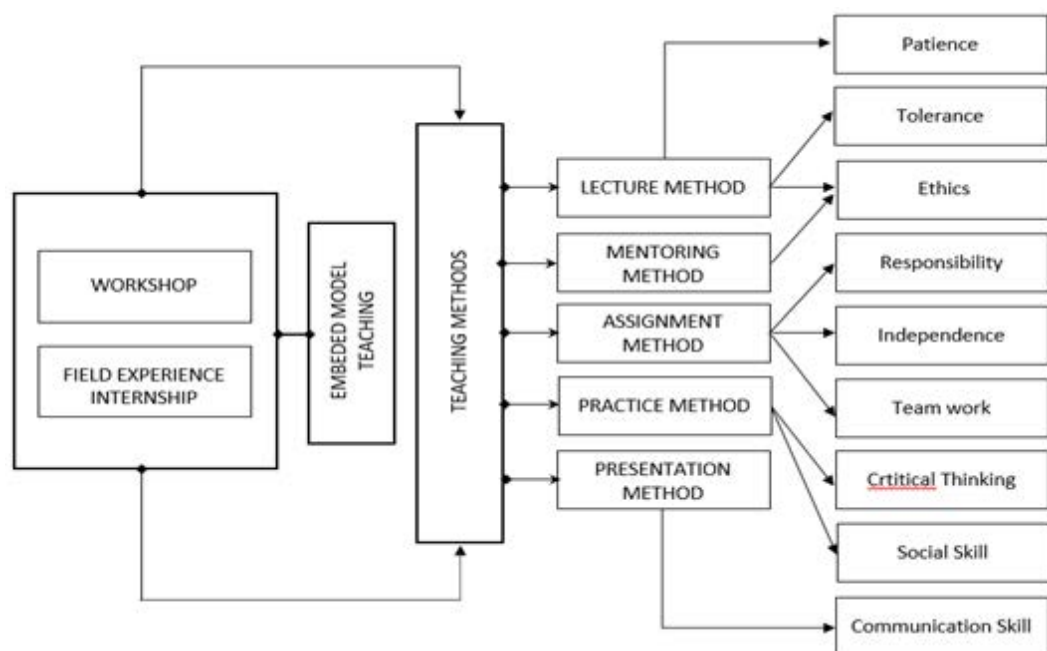 WORKSHOP
FIELD EXPERIENCE
INTERNSHIP
EMBEDED MODEL
TEACHING
TEACHING METHODS
LECTURE METHOD
MENTORING
METHOD
ASSIGNMENT
METHOD
PRACTICE METHOD
PRESENTATION
METHOD
Patience
Tolerance
Ethics
Responsibility
Independence
Team work
Crtitical Thinking
Social Skill
Communication Skill